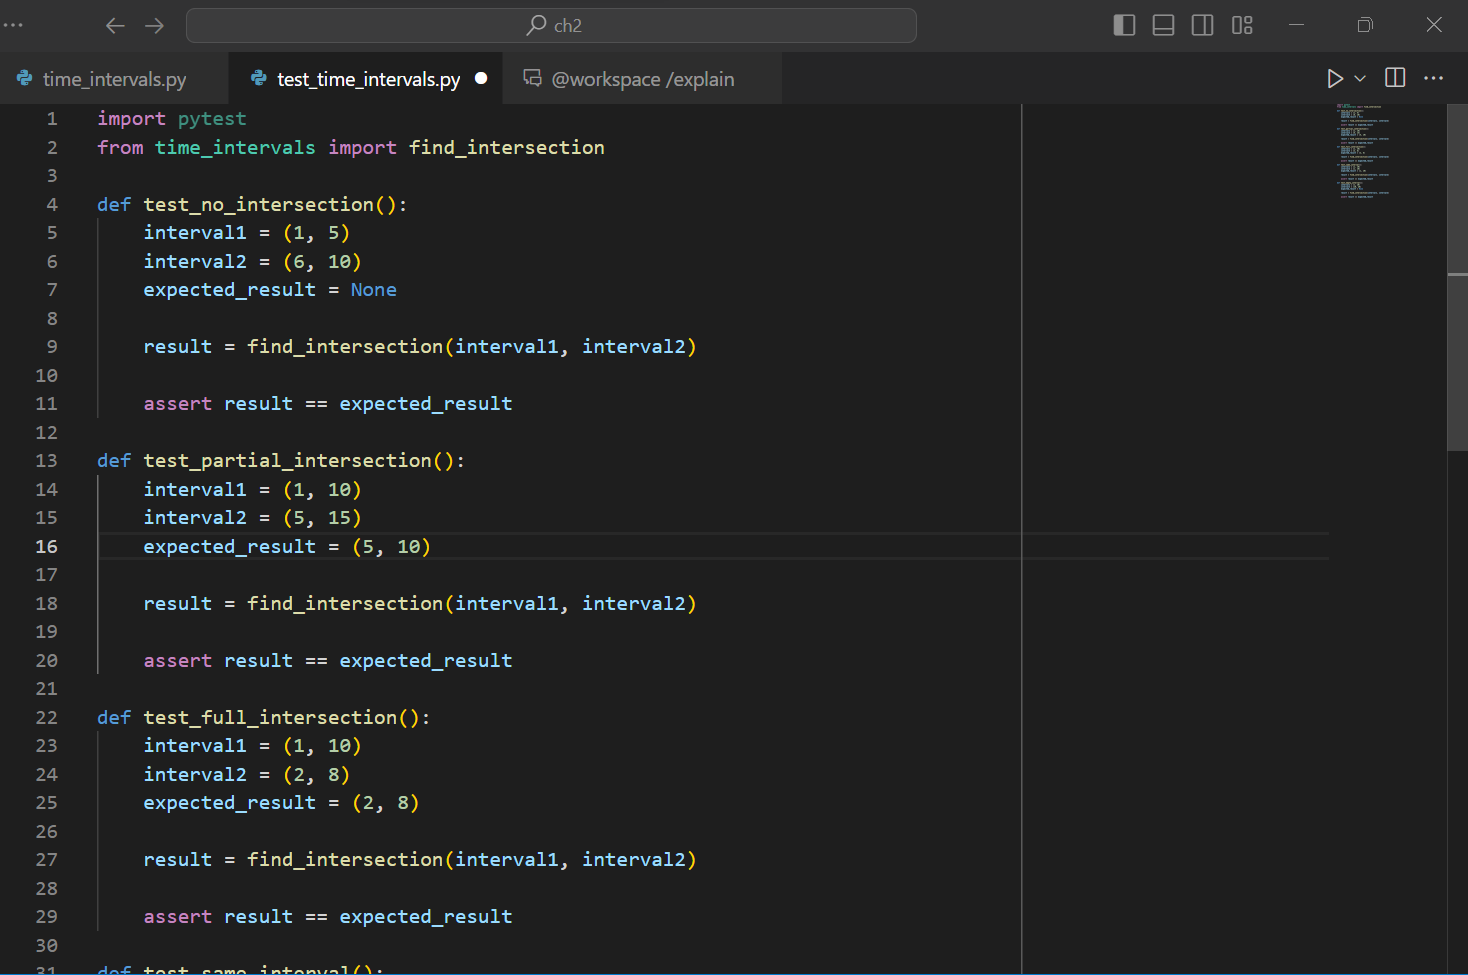 ch2
time_intervals.py
test_time_intervals.py
@workspace /explain
1 import pytest
2 from time_intervals import find_intersection
3
4 def test_no_intersection():
5     interval1 = (1, 5)
6     interval2 = (6, 10)
7     expected_result = None
8
9     result = find_intersection(interval1, interval2)
10
11     assert result == expected_result
12
13 def test_partial_intersection():
14     interval1 = (1, 10)
15     interval2 = (5, 15)
16     expected_result = (5, 10)
17
18     result = find_intersection(interval1, interval2)
19
20     assert result == expected_result
21
22 def test_full_intersection():
23     interval1 = (1, 10)
24     interval2 = (2, 8)
25     expected_result = (2, 8)
26
27     result = find_intersection(interval1, interval2)
28
29     assert result == expected_result
30
31 def test_same_interval():